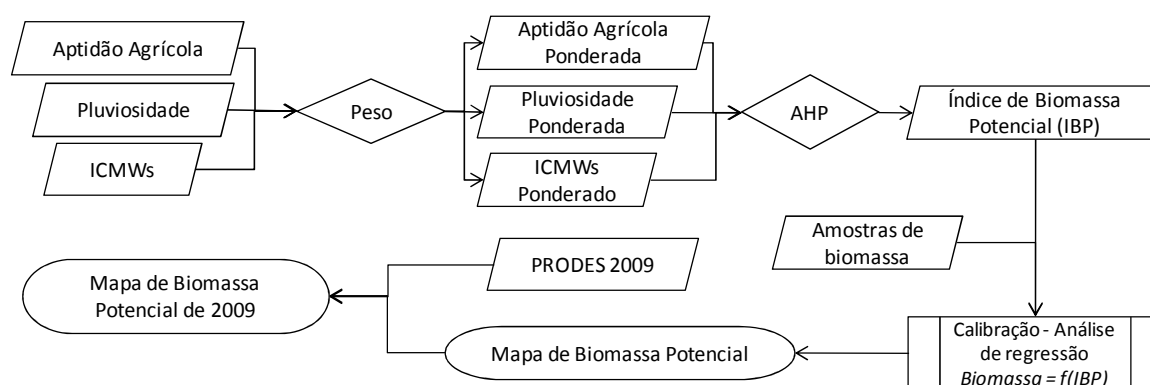 Aptidão Agrícola
Pluviosidade
ICMWs
Peso
Aptidão Agrícola
Ponderada
Pluviosidade
Ponderada
ICMWs
Ponderado
AHP
Índice de Biomassa
Potencial (IBP)
Amostras de
biomassa
Calibração - Análise
de regressão
Biomassa = f(IBP)
PRODES 2009
Mapa de Biomassa Potencial
Mapa de Biomassa
Potencial de 2009